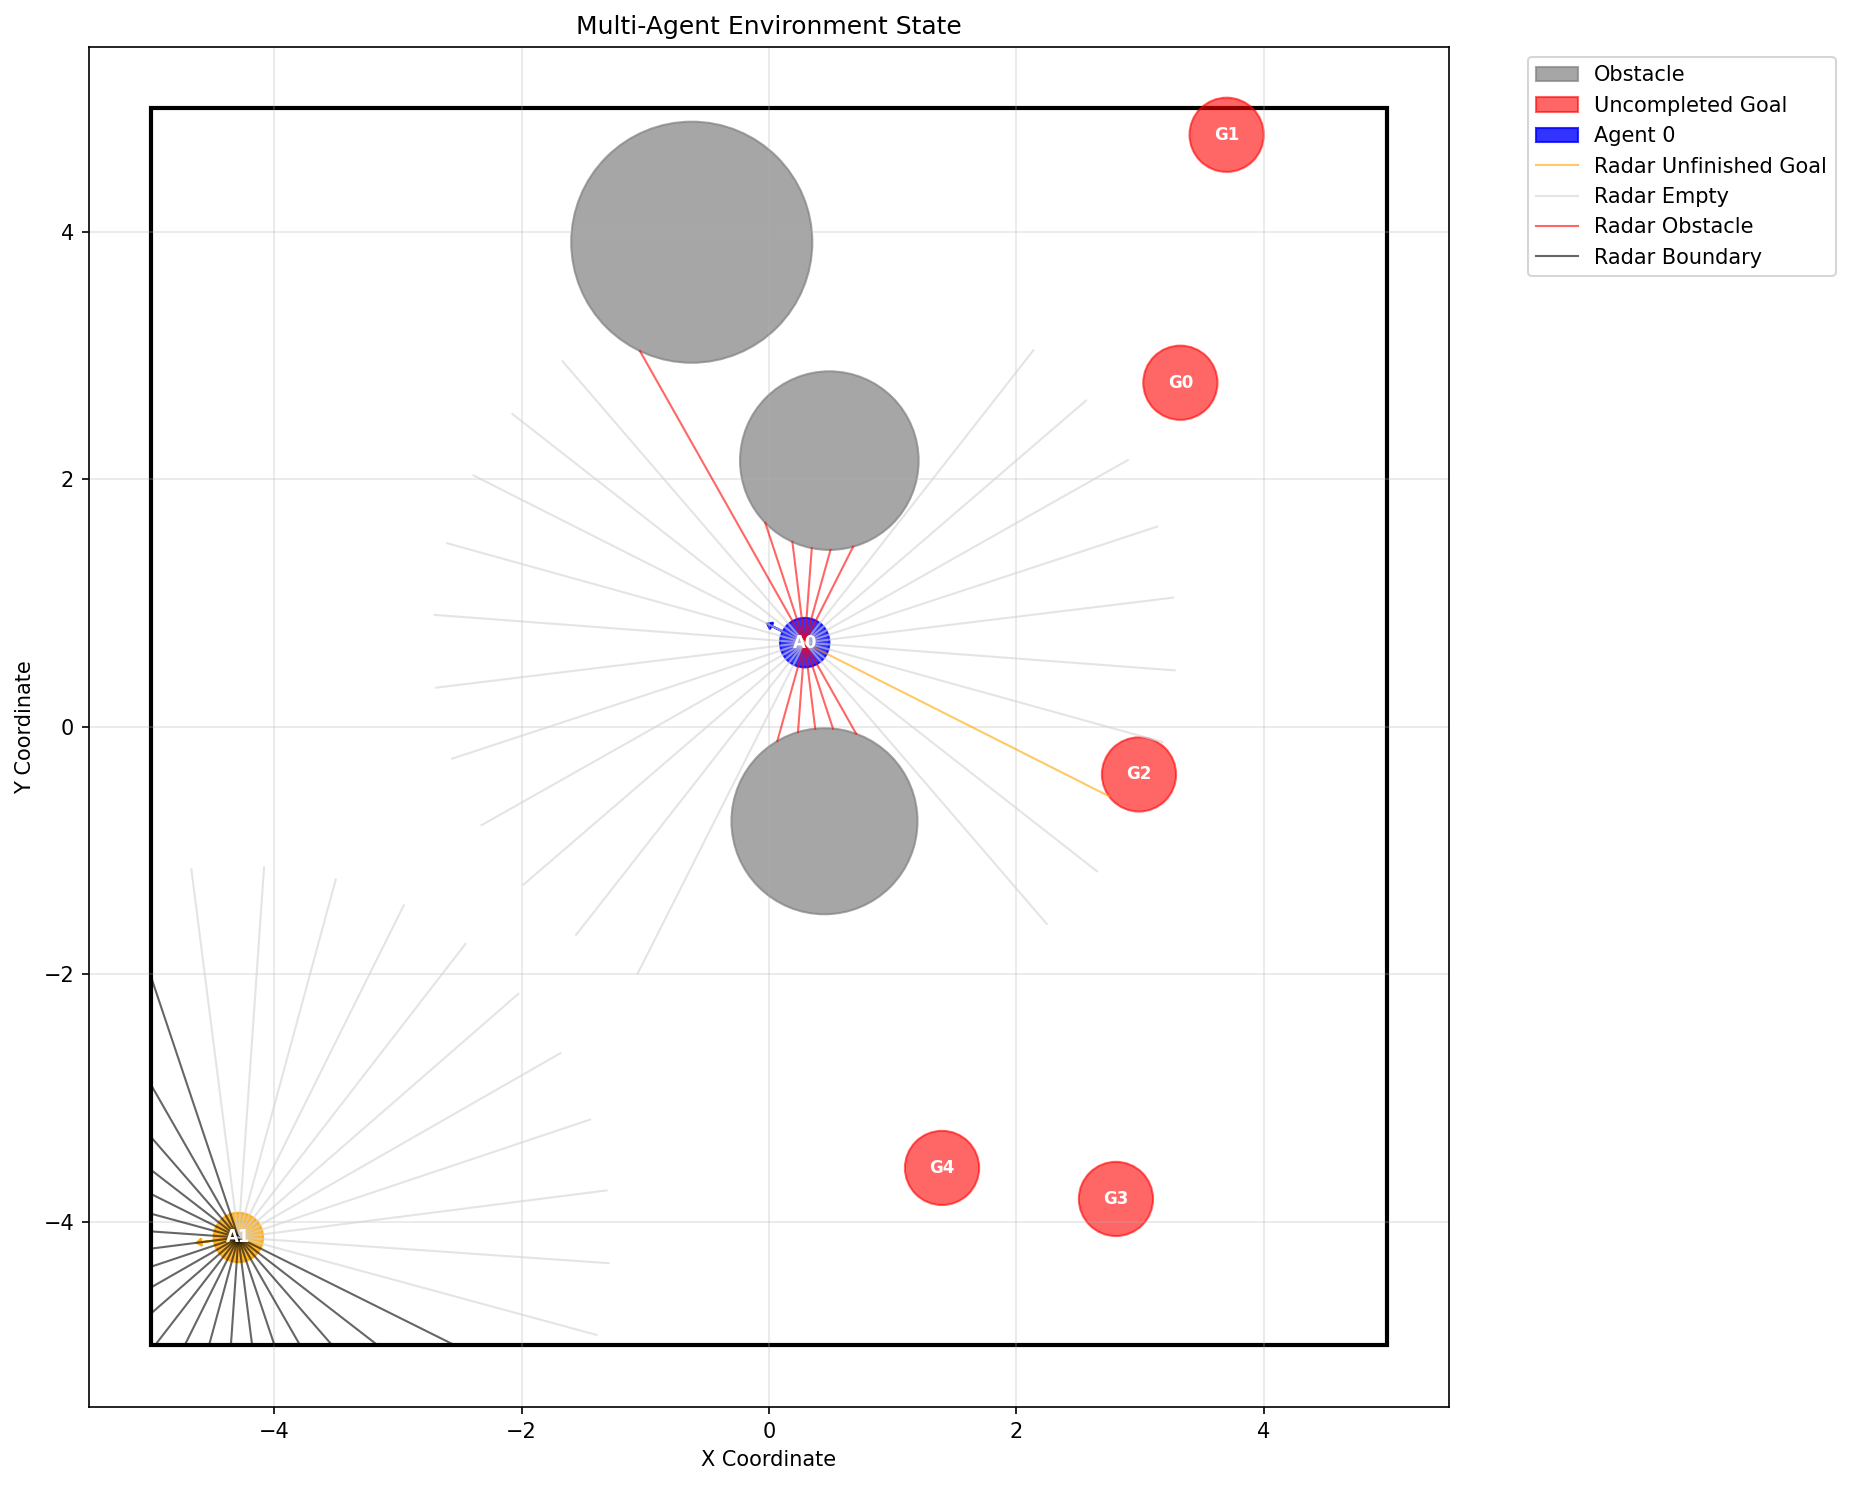 Multi-Agent Environment State
Obstacle
Uncompleted Goal
Agent 0
Radar Unfinished Goal
Radar Empty
Radar Obstacle
Radar Boundary
G1
G0
A0
G2
G4
G3
A1
4
2
0
−2
−4
Y Coordinate
−4
−2
0
2
4
X Coordinate